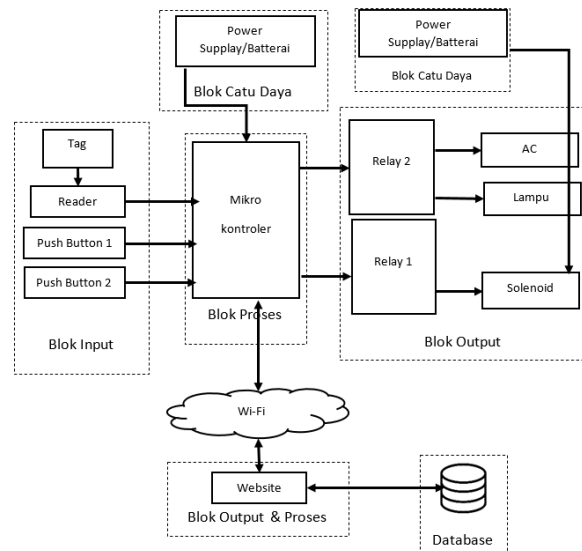 Power
Supplay/Batterai
Blok Catu Daya
Power
Supplay/Batterai
Blok Catu Daya
Tag
Reader
Push Button 1
Push Button 2
Blok Input
Mikro
kontroler
Blok Proses
Relay 2
Relay 1
AC
Lampu
Solenoid
Blok Output
Wi-Fi
Website
Blok Output & Proses
Database